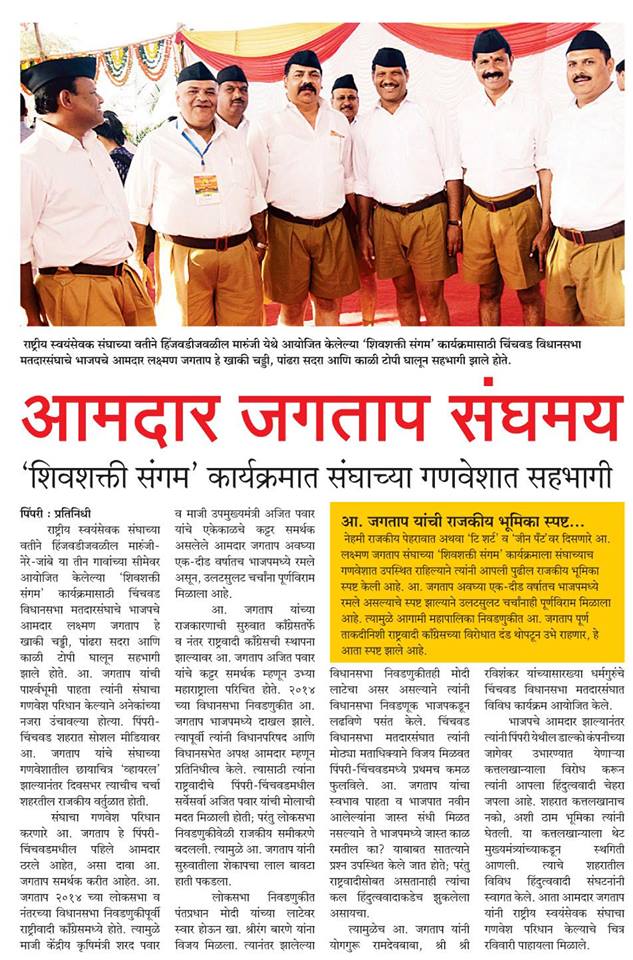 राष्ट्रीय स्वयंसेवक संघाच्या वतीने हिंजवडीजवळील मारुंजी येथे आयोजित केलेल्या ‘शिवशक्ती संगम’ कार्यक्रमासाठी चिंचवड विधानसभा
मतदारसंघाचे भाजपचे आमदार लक्ष्मण जगताप हे खाकी चड्डी, पांढरा सदरा आणि काळी टोपी घालून सहभागी झाले होते.
आमदार जगताप संघमय
‘शिवशक्ती संगम’ कार्यक्रमात संघाच्या गणवेशात सहभागी
पिंपरी : प्रतिनिधी
राष्ट्रीय स्वयंसेवक संघाच्या
वतीने हिंजवडीजवळील मारुंजी-
नेरे-जांबे या तीन गावांच्या सीमेवर
आयोजित केलेल्या ‘शिवशक्ती
संगम’ कार्यक्रमासाठी चिंचवड
विधानसभा मतदारसंघाचे भाजपचे
आमदार लक्ष्मण जगताप हे
खाकी चड्डी, पांढरा सदरा आणि
काळी टोपी घालून सहभागी
झाले होते. आ. जगताप यांची
पार्श्वभूमी पाहता त्यांनी संघाचा
गणवेश परिधान केल्याने अनेकांच्या
नजरा उंचावल्या होत्या. पिंपरी-
चिंचवड शहरात सोशल मीडियावर
आ. जगताप यांचे संघाच्या
गणवेशातील छायाचित्र ‘व्हायरल’
झाल्यानंतर दिवसभर त्याचीच चर्चा
शहरातील राजकीय वर्तुळात होती.
संघाचा गणवेश परिधान
करणारे आ. जगताप हे पिंपरी-
चिंचवडमधील पहिले आमदार
ठरले आहेत, असा दावा आ.
जगताप समर्थक करीत आहेत. आ.
जगताप २०१४ च्या लोकसभा व
नंतरच्या विधानसभा निवडणुकीपूर्वी
राष्ट्रवादी काँग्रेसमध्ये होते. त्यामुळे
माजी केंद्रीय कृषिमंत्री शरद पवार
व माजी उपमुख्यमंत्री अजित पवार
यांचे एकेकाळचे कट्टर समर्थक
असलेले आमदार जगताप अवघ्या
एक-दीड वर्षातच भाजपमध्ये रमले
असून, उलटसुलट चर्चांना पूर्णविराम
मिळाला आहे.
आ. जगताप यांच्या
राजकारणाची सुरुवात काँग्रेसतर्फे
व नंतर राष्ट्रवादी काँग्रेसची स्थापना
झाल्यावर आ. जगताप अजित पवार
यांचे कट्टर समर्थक म्हणून उभ्या
महाराष्ट्राला परिचित होते. २०१४
च्या विधानसभा निवडणुकीत आ.
जगताप भाजपमध्ये दाखल झाले.
त्यापूर्वी त्यांनी विधानपरिषद आणि
विधानसभेत अपक्ष आमदार म्हणून
प्रतिनिधीत्व केले. त्यासाठी त्यांना
राष्ट्रवादीचे पिंपरी-चिंचवडमधील
सर्वेसर्वा अजित पवार यांची मोलाची
मदत मिळाली होती; परंतु लोकसभा
निवडणुकीवेळी राजकीय समीकरणे
बदलली. त्यामुळे आ. जगताप यांनी
सुरुवातीला शेकापचा लाल बावटा
हाती पकडला.
लोकसभा निवडणुकीत
पंतप्रधान मोदी यांच्या लाटेवर
स्वार होऊन खा. श्रीरंग बारणे यांना
विजय मिळला. त्यानंतर झालेल्या
आ. जगताप यांची राजकीय भूमिका स्पष्ट...
नेहमी राजकीय पेहरावात अथवा ‘टि शर्ट’ व ‘जीन पँट’वर दिसणारे आ.
लक्ष्मण जगताप संघाच्या ‘शिवशक्ती संगम’ कार्यक्रमाला संघाच्याच
गणवेशात उपस्थित राहिल्याने त्यांनी आपली पुढील राजकीय भूमिका
स्पष्ट केली आहे. आ. जगताप अवघ्या एक-दीड वर्षातच भाजपमध्ये
रमले असल्याचे स्पष्ट झाल्याने उलटसुलट चर्चांनाही पूर्णविराम मिळाला
आहे. त्यामुळे आगामी महापालिका निवडणुकीत आ. जगताप पूर्ण
ताकदीनिशी राष्ट्रवादी काँग्रेसच्या विरोधात दंड थोपटून उभे राहणार, हे
आता स्पष्ट झाले आहे.
विधानसभा निवडणुकीतही मोदी
लाटेचा असर असल्याने त्यांनी
विधानसभा निवडणूक भाजपकडून
लढविणे पसंत केले. चिंचवड
विधानसभा मतदारसंघात त्यांनी
मोठ्या मताधिक्याने विजय मिळवत
पिंपरी-चिंचवडमध्ये प्रथमच कमळ
फुलविले. आ. जगताप यांचा
स्वभाव पाहता व भाजपात नवीन
आलेल्यांना जास्त संधी मिळत
नसल्याने ते भाजपमध्ये जास्त काळ
रमतील का? याबाबत सातत्याने
प्रश्न उपस्थित केले जात होते; परंतु
राष्ट्रवादीसोबत असतानाही त्यांचा
कल हिंदुत्ववादाकडेच झुकलेला
असायचा.
त्यामुळेच आ. जगताप यांनी
योगगुरू रामदेवबाबा, श्री श्री
रविशंकर यांच्यासारख्या धर्मगुरुंचे
चिंचवड विधानसभा मतदारसंघात
विविध कार्यक्रम आयोजित केले.
भाजपचे आमदार झाल्यानंतर
त्यांनी पिंपरी येथील डाल्को कंपनीच्या
जागेवर उभारण्यात येणाऱ्या
कत्तलखान्याला विरोध करून
त्यांनी आपला हिंदुत्ववादी चेहरा
जपला आहे. शहरात कत्तलखानाच
नको, अशी ठाम भूमिका त्यांनी
घेतली. या कत्तलखान्याला थेट
मुख्यमंत्र्यांच्याकडून स्थगिती
आणली. त्याचे शहरातील
विविध हिंदुत्ववादी संघटनांनी
स्वागत केले. आता आमदार जगताप
यांनी राष्ट्रीय स्वयंसेवक संघाचा
गणवेश परिधान केल्याचे चित्र
रविवारी पाहायला मिळाले.